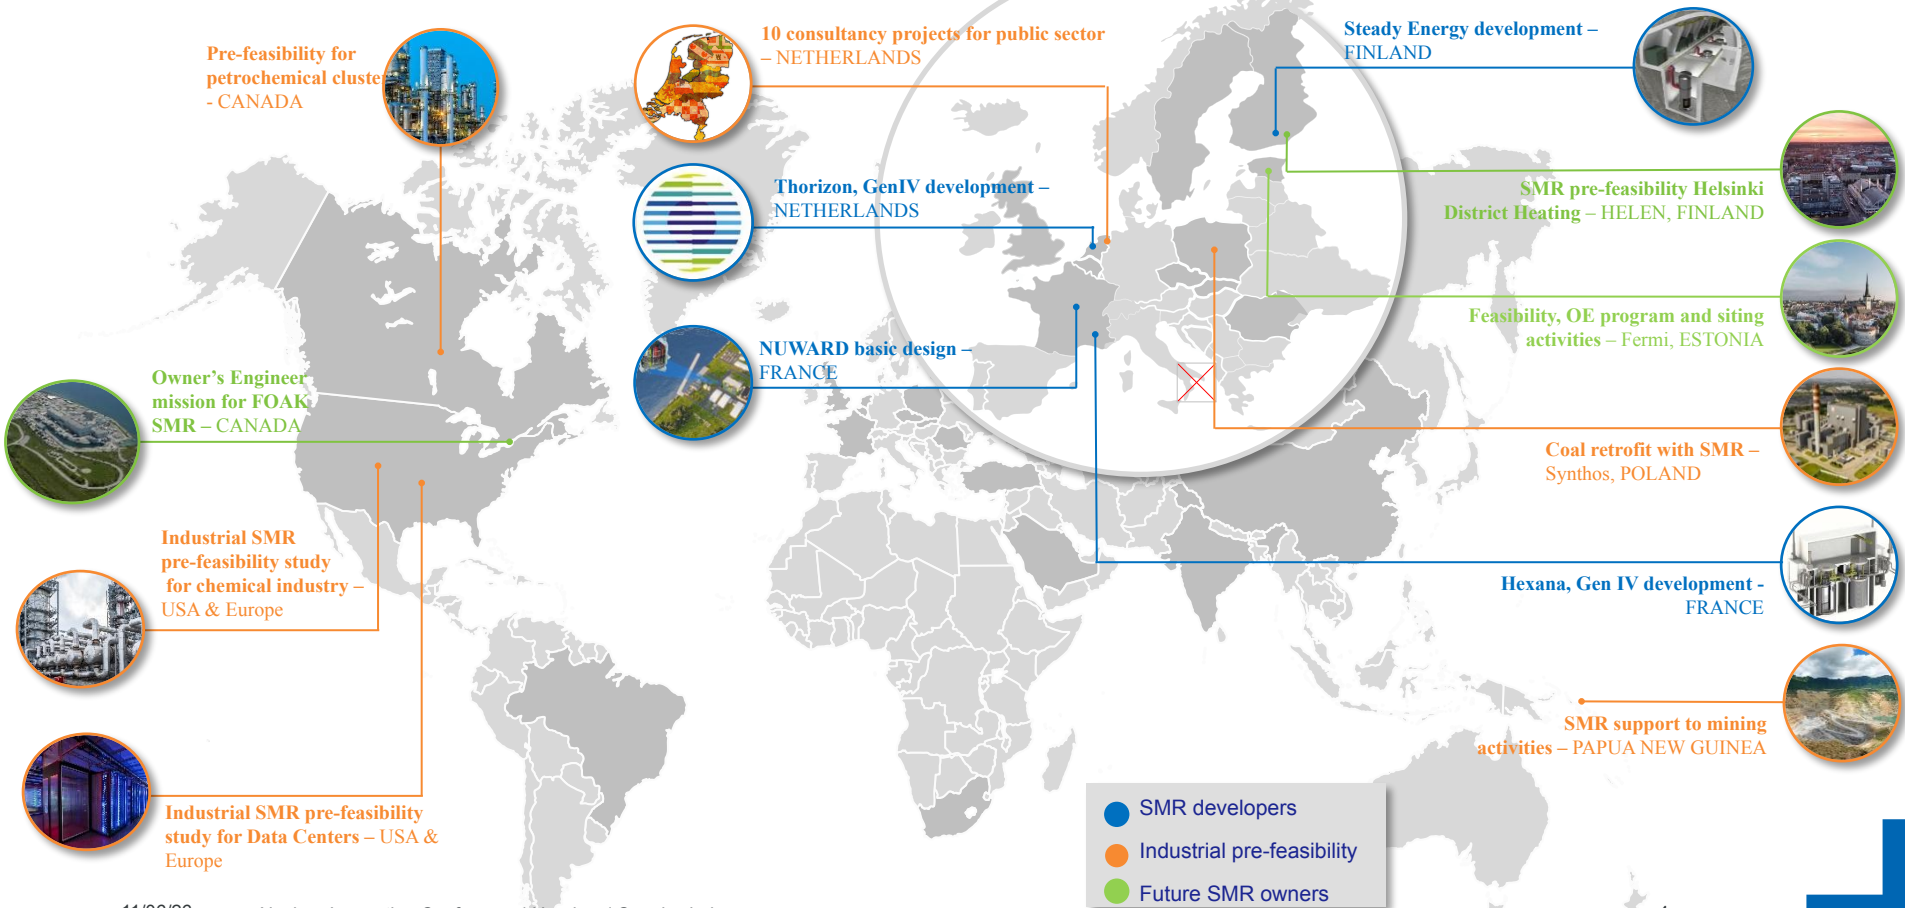 Pre-feasibility for
petrochemical cluster
- CANADA
10 consultancy projects for public sector
– NETHERLANDS
Steady Energy development –
FINLAND
Thorizon, GenIV development –
NETHERLANDS
SMR pre-feasibility Helsinki
District Heating – HELEN, FINLAND
NUWARD basic design –
FRANCE
Feasibility, OE program and siting
activities – Fermi, ESTONIA
Owner's Engineer
mission for FOAK
SMR – CANADA
Coal retrofit with SMR –
Synthos, POLAND
Industrial SMR
pre-feasibility study
for chemical industry –
USA & Europe
Hexana, Gen IV development -
FRANCE
SMR support to mining
activities – PAPUA NEW GUINEA
Industrial SMR pre-feasibility
study for Data Centers – USA &
Europe
SMR developers
Industrial pre-feasibility
Future SMR owners